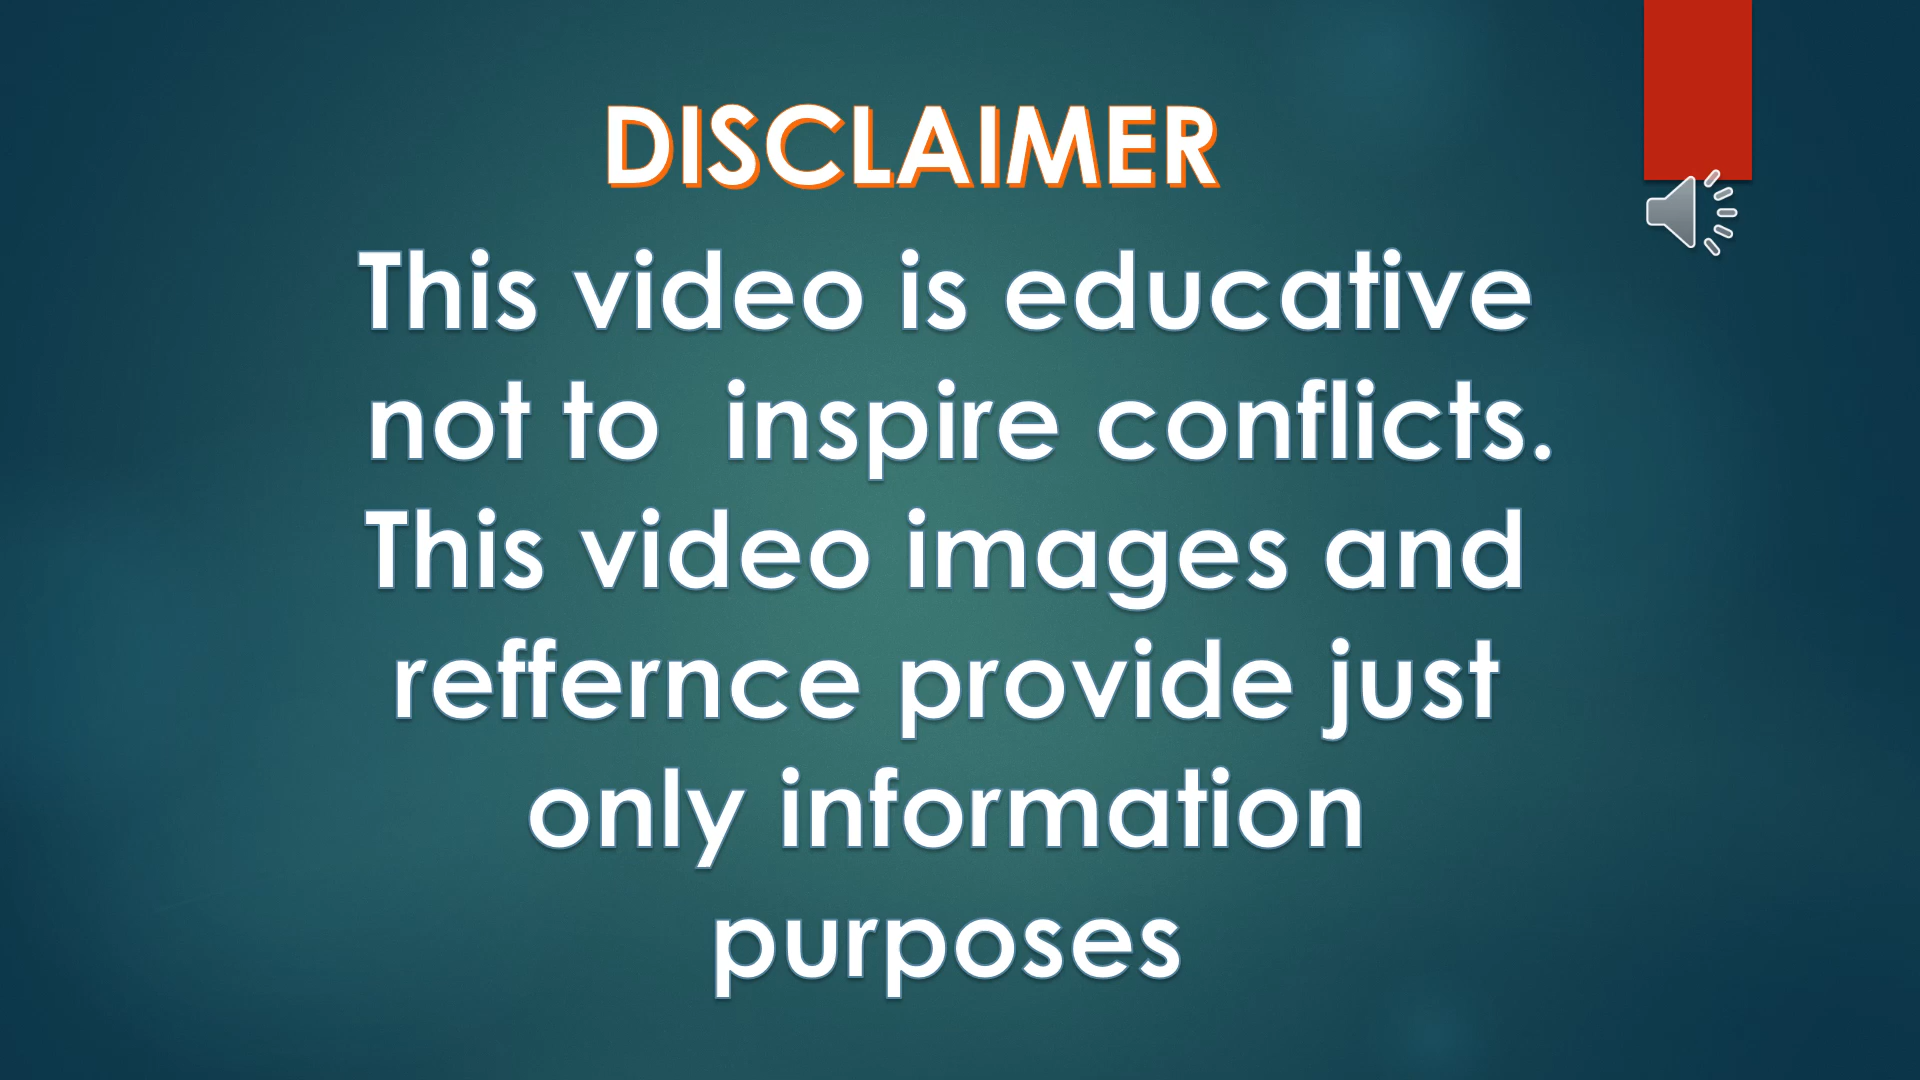 DISCLAIMER
This video is educative
not to  inspire conflicts.
This video images and
reffernce provide just
only information
purposes